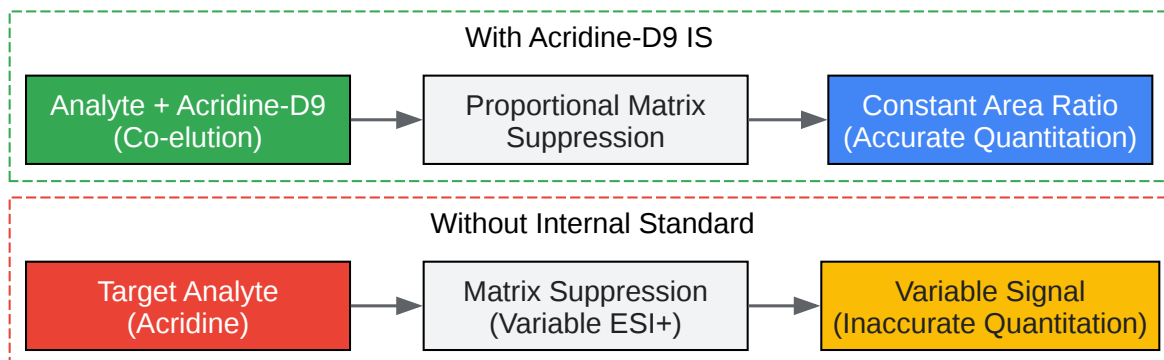 With Acridine-D9 IS
Analyte + Acridine-D9
(Co-elution)
Proportional Matrix
Suppression
Constant Area Ratio
(Accurate Quantitation)
Without Internal Standard
Target Analyte
(Acridine)
Matrix Suppression
(Variable ESI+)
Variable Signal
(Inaccurate Quantitation)